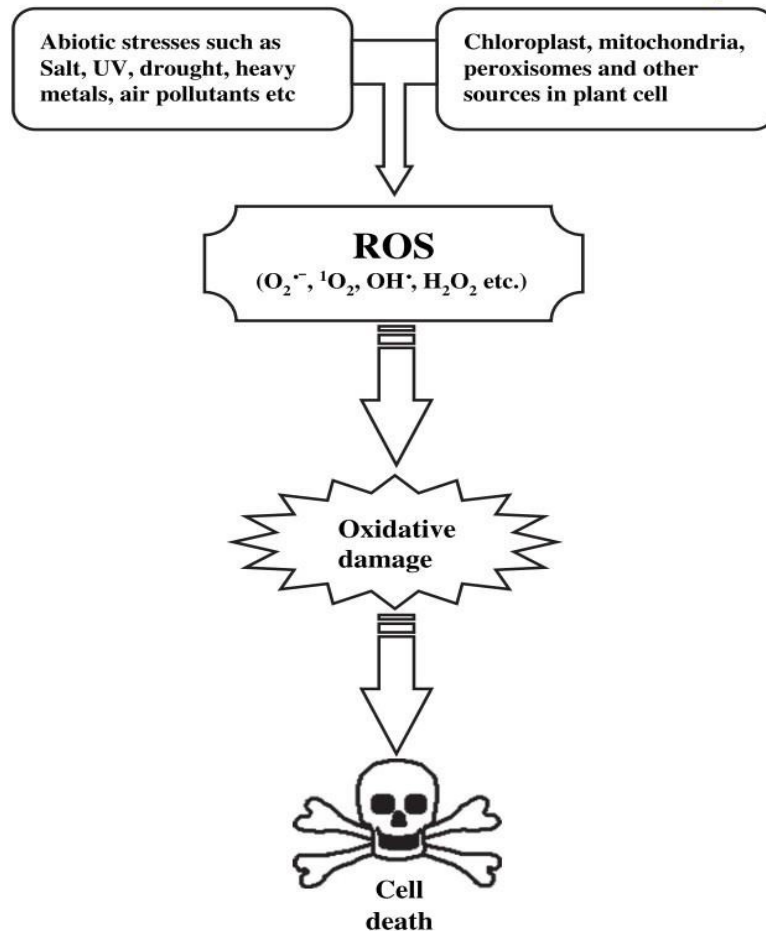 Abiotic stresses such as
Salt, UV, drought, heavy
metals, air pollutants etc
Chloroplast, mitochondria,
peroxisomes and other
sources in plant cell
ROS
(O₂•⁻, ¹O₂, OH•, H₂O₂ etc.)
Oxidative
damage
Cell
death